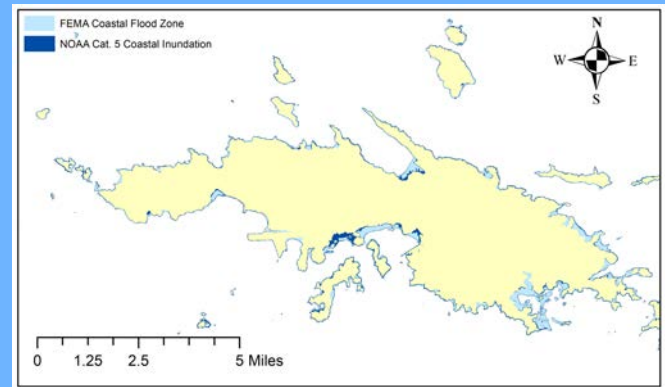 FEMA Coastal Flood Zone
NOAA Cat. 5 Coastal Inundation
N
W E
S
0 1.25 2.5 5 Miles